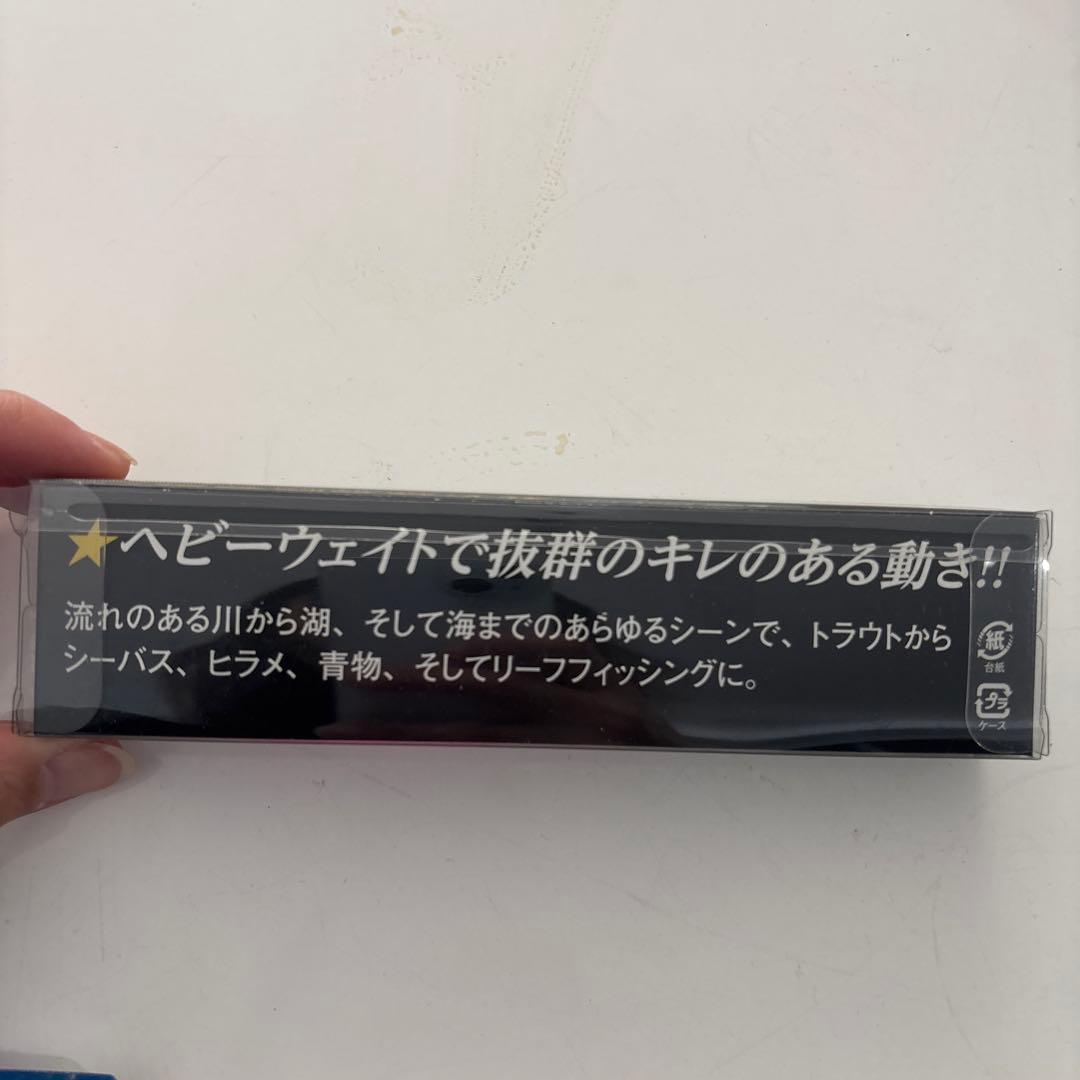 ★ヘビーウェイトで抜群のキレのある動き!!
流れのある川から湖、そして海までのあらゆるシーンで、トラウトから
シーバス、ヒラメ、青物、そしてリーフフィッシングに。
紙
台紙
プラ
ケース